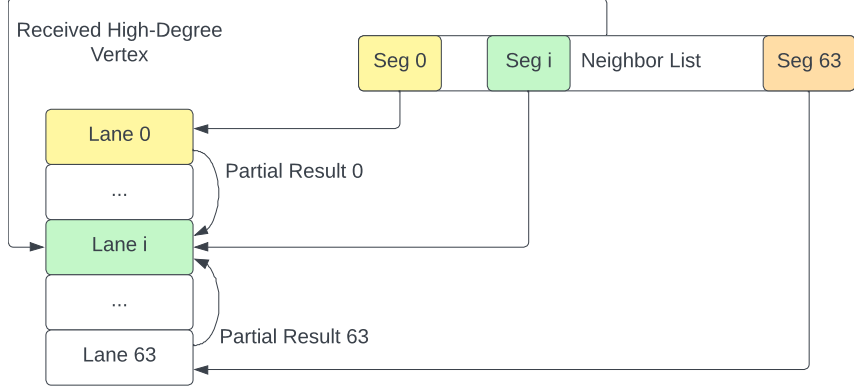 Received High-Degree
Vertex
Seg 0
Seg i
Neighbor List
Seg 63
Lane 0
Partial Result 0
...
Lane i
...
Partial Result 63
Lane 63